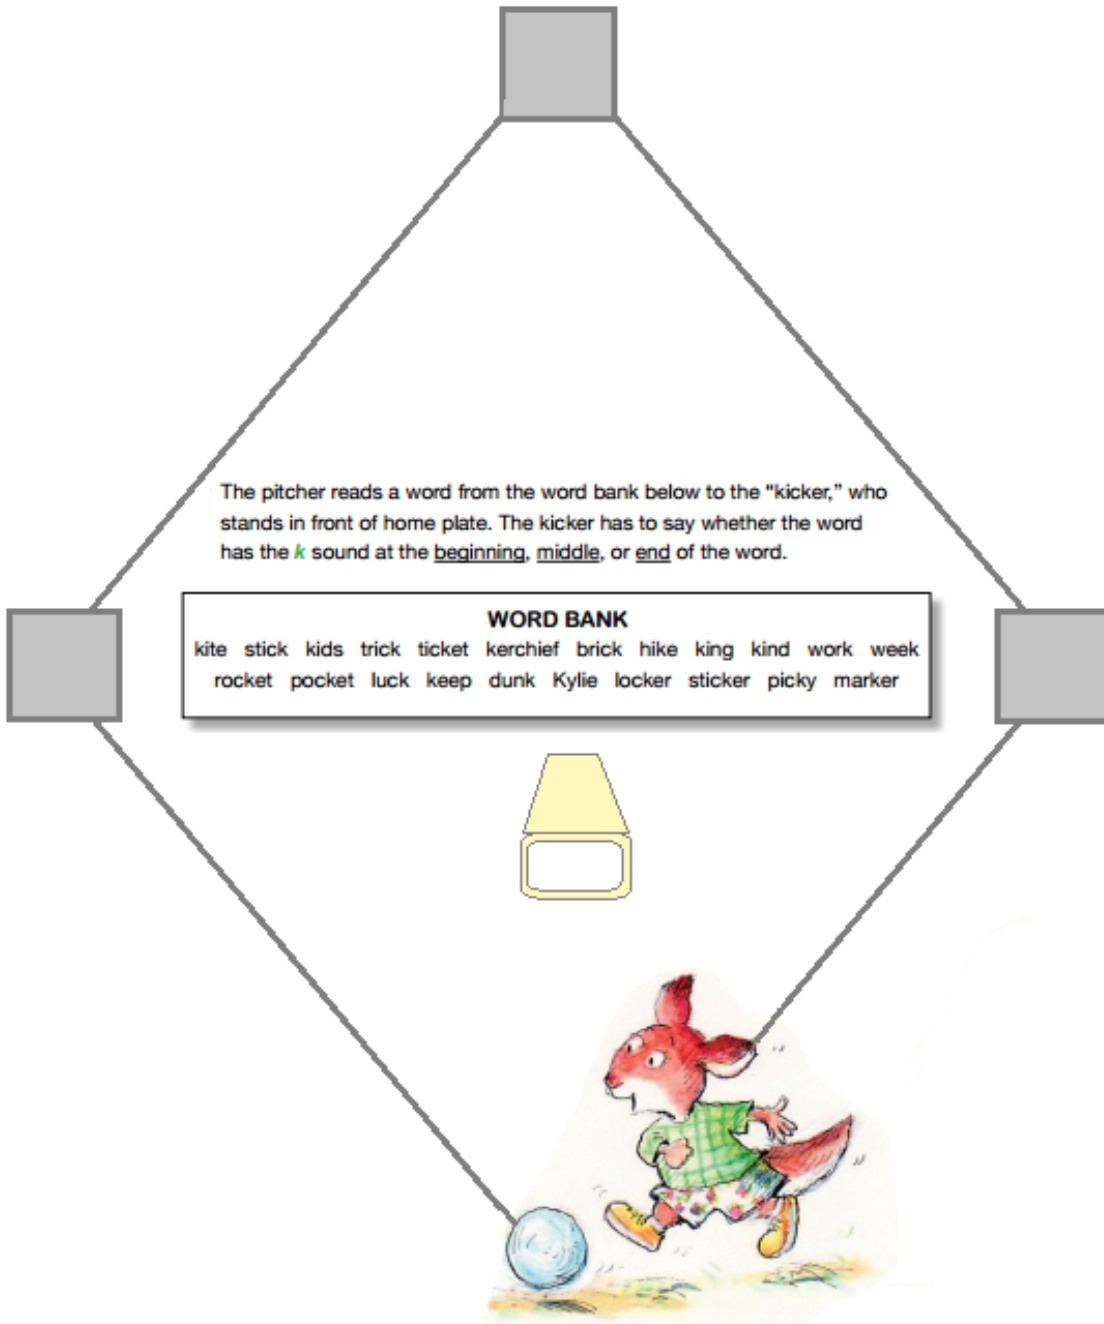 The pitcher reads a word from the word bank below to the “kicker,” who
stands in front of home plate. The kicker has to say whether the word
has the k sound at the beginning, middle, or end of the word.
WORD BANK
kite stick kids trick ticket kerchief brick hike king kind work week
rocket pocket luck keep dunk Kylie locker sticker picky marker